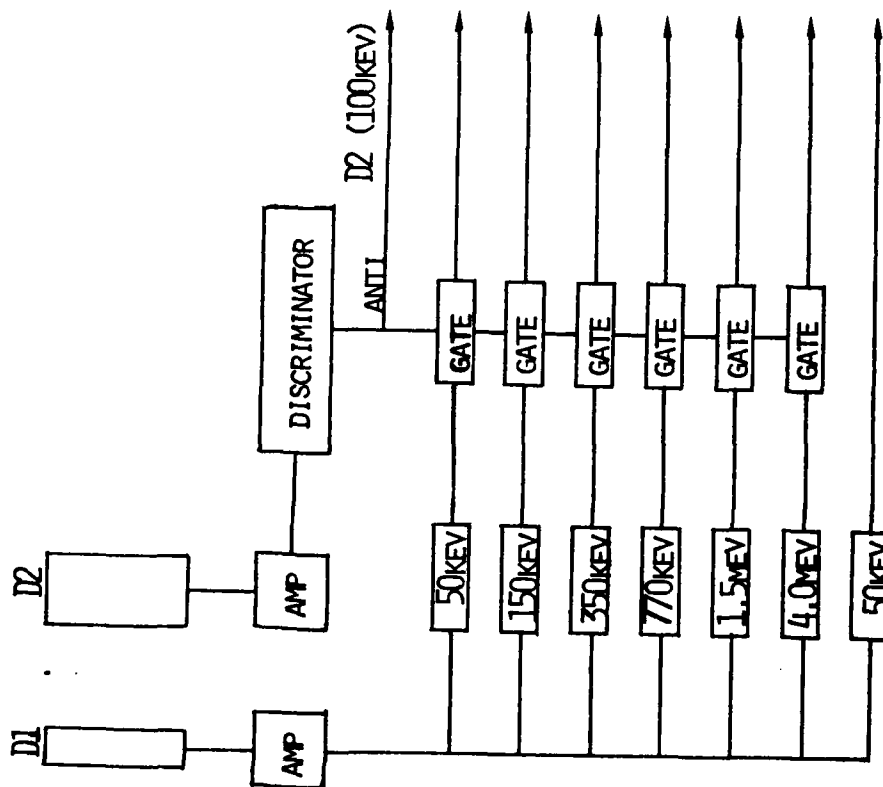 D1
D2
AMP
AMP
DISCRIMINATOR
ANTI
D2 (100KEV)
50KEV
GATE
150KEV
GATE
350KEV
GATE
770KEV
GATE
1.5MEV
GATE
4.0MEV
GATE
50KEV